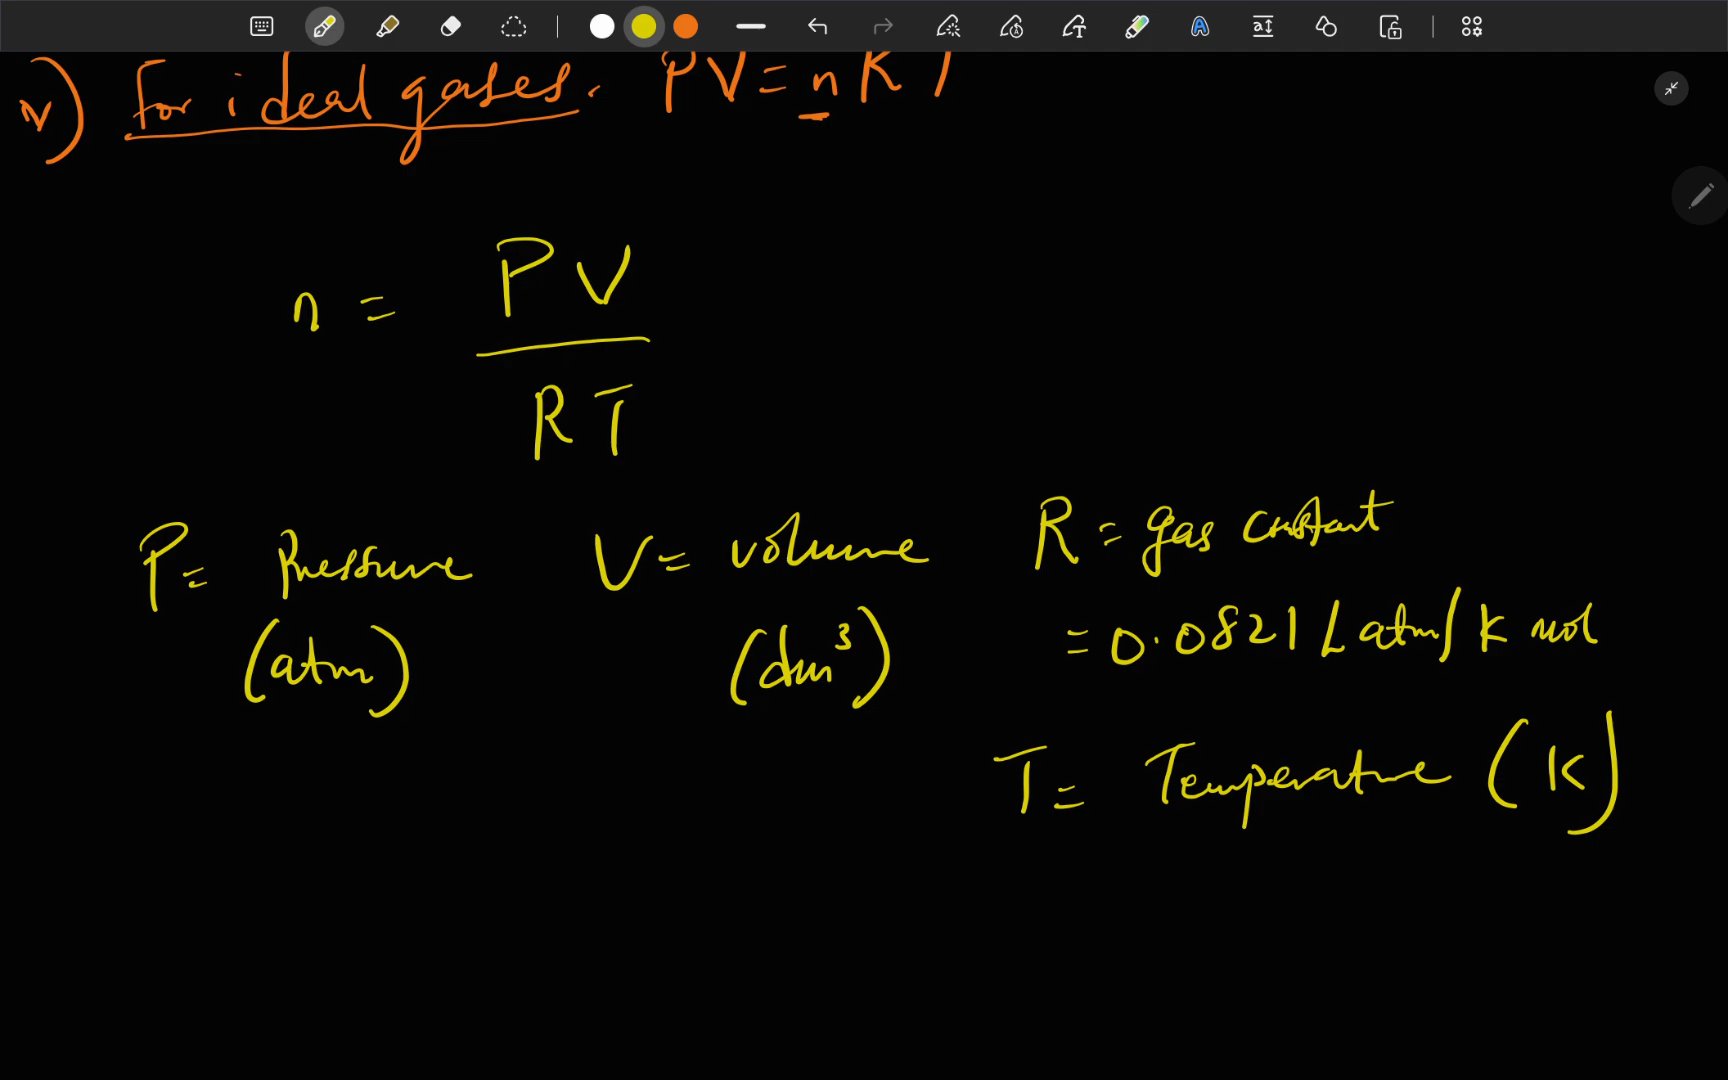 v) For ideal gases. PV = nRT
n = PV / RT
P = Pressure (atm)
V = volume (dm³)
R = gas constant
= 0.0821 L atm / K mol
T = Temperature (K)